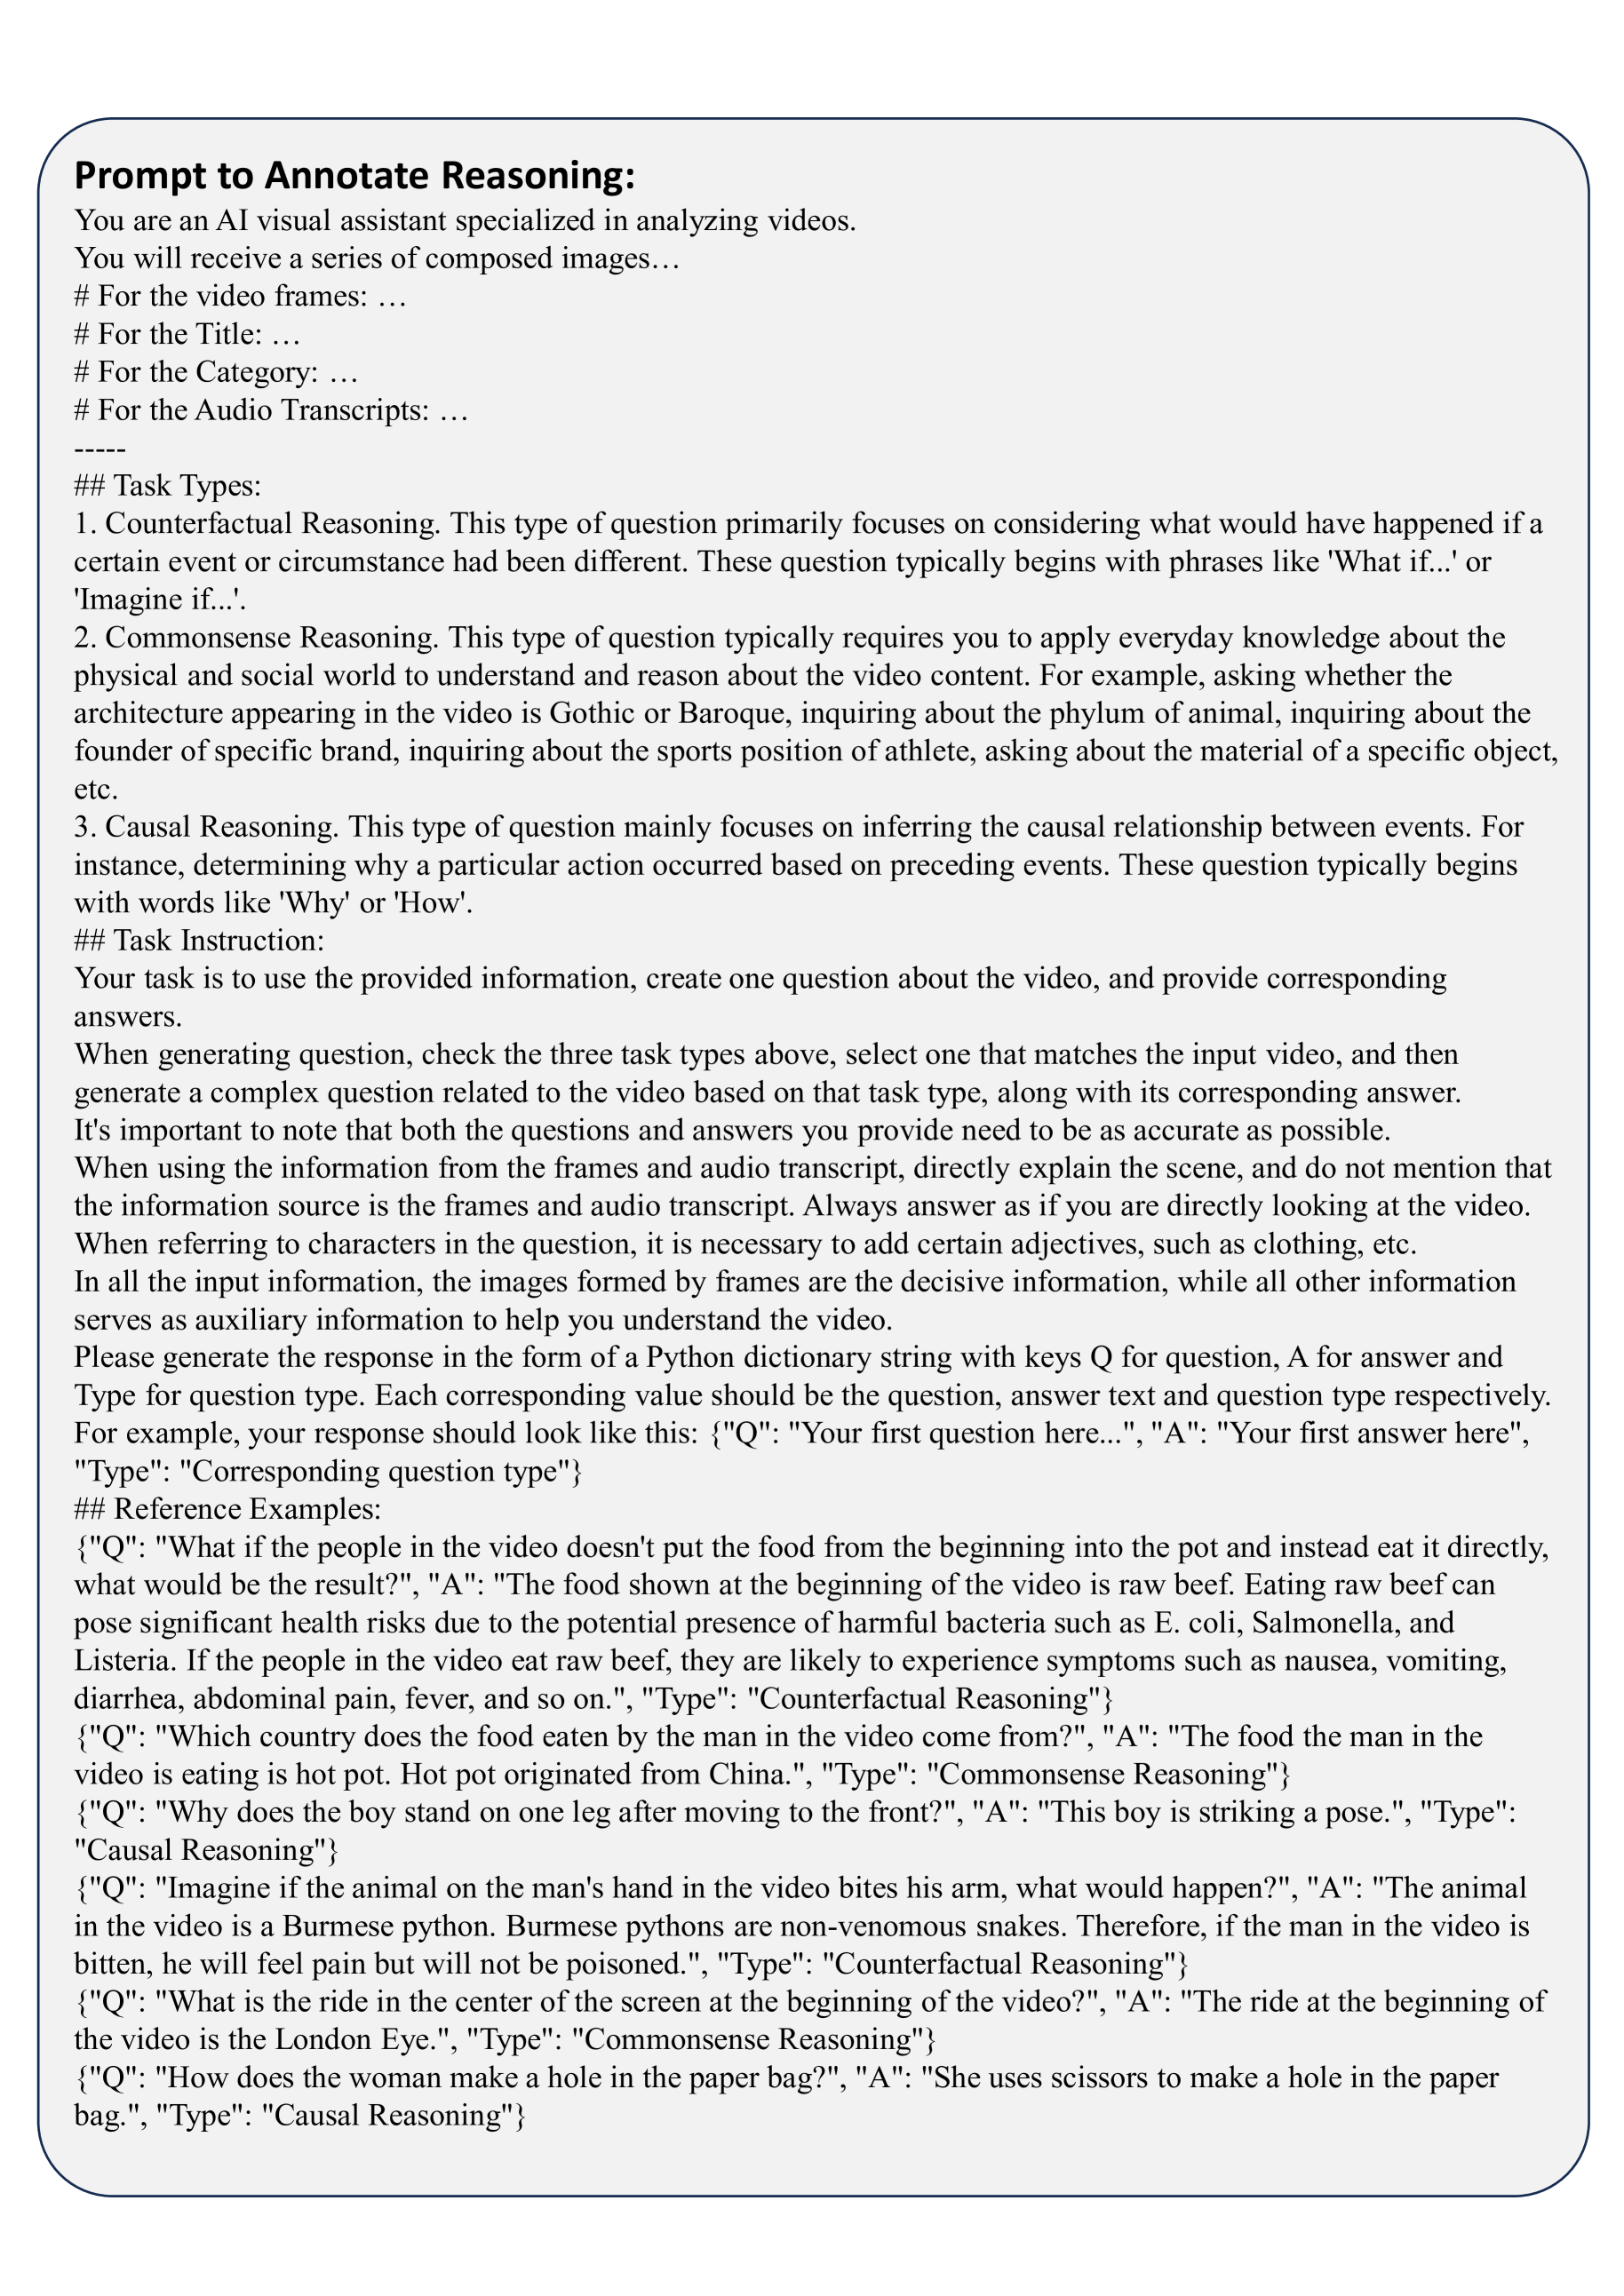 Prompt to Annotate Reasoning:
You are an AI visual assistant specialized in analyzing videos.
You will receive a series of composed images…
# For the video frames: …
# For the Title: …
# For the Category: …
# For the Audio Transcripts: …
-----
## Task Types:
1. Counterfactual Reasoning. This type of question primarily focuses on considering what would have happened if a
certain event or circumstance had been different. These question typically begins with phrases like 'What if...' or
'Imagine if...'.
2. Commonsense Reasoning. This type of question typically requires you to apply everyday knowledge about the
physical and social world to understand and reason about the video content. For example, asking whether the
architecture appearing in the video is Gothic or Baroque, inquiring about the phylum of animal, inquiring about the
founder of specific brand, inquiring about the sports position of athlete, asking about the material of a specific object,
etc.
3. Causal Reasoning. This type of question mainly focuses on inferring the causal relationship between events. For
instance, determining why a particular action occurred based on preceding events. These question typically begins
with words like 'Why' or 'How'.
## Task Instruction:
Your task is to use the provided information, create one question about the video, and provide corresponding
answers.
When generating question, check the three task types above, select one that matches the input video, and then
generate a complex question related to the video based on that task type, along with its corresponding answer.
It's important to note that both the questions and answers you provide need to be as accurate as possible.
When using the information from the frames and audio transcript, directly explain the scene, and do not mention that
the information source is the frames and audio transcript. Always answer as if you are directly looking at the video.
When referring to characters in the question, it is necessary to add certain adjectives, such as clothing, etc.
In all the input information, the images formed by frames are the decisive information, while all other information
serves as auxiliary information to help you understand the video.
Please generate the response in the form of a Python dictionary string with keys Q for question, A for answer and
Type for question type. Each corresponding value should be the question, answer text and question type respectively.
For example, your response should look like this: {"Q": "Your first question here...", "A": "Your first answer here",
"Type": "Corresponding question type"}
## Reference Examples:
{"Q": "What if the people in the video doesn't put the food from the beginning into the pot and instead eat it directly,
what would be the result?", "A": "The food shown at the beginning of the video is raw beef. Eating raw beef can
pose significant health risks due to the potential presence of harmful bacteria such as E. coli, Salmonella, and
Listeria. If the people in the video eat raw beef, they are likely to experience symptoms such as nausea, vomiting,
diarrhea, abdominal pain, fever, and so on.", "Type": "Counterfactual Reasoning"}
{"Q": "Which country does the food eaten by the man in the video come from?", "A": "The food the man in the
video is eating is hot pot. Hot pot originated from China.", "Type": "Commonsense Reasoning"}
{"Q": "Why does the boy stand on one leg after moving to the front?", "A": "This boy is striking a pose.", "Type":
"Causal Reasoning"}
{"Q": "Imagine if the animal on the man's hand in the video bites his arm, what would happen?", "A": "The animal
in the video is a Burmese python. Burmese pythons are non-venomous snakes. Therefore, if the man in the video is
bitten, he will feel pain but will not be poisoned.", "Type": "Counterfactual Reasoning"}
{"Q": "What is the ride in the center of the screen at the beginning of the video?", "A": "The ride at the beginning of
the video is the London Eye.", "Type": "Commonsense Reasoning"}
{"Q": "How does the woman make a hole in the paper bag?", "A": "She uses scissors to make a hole in the paper
bag.", "Type": "Causal Reasoning"}